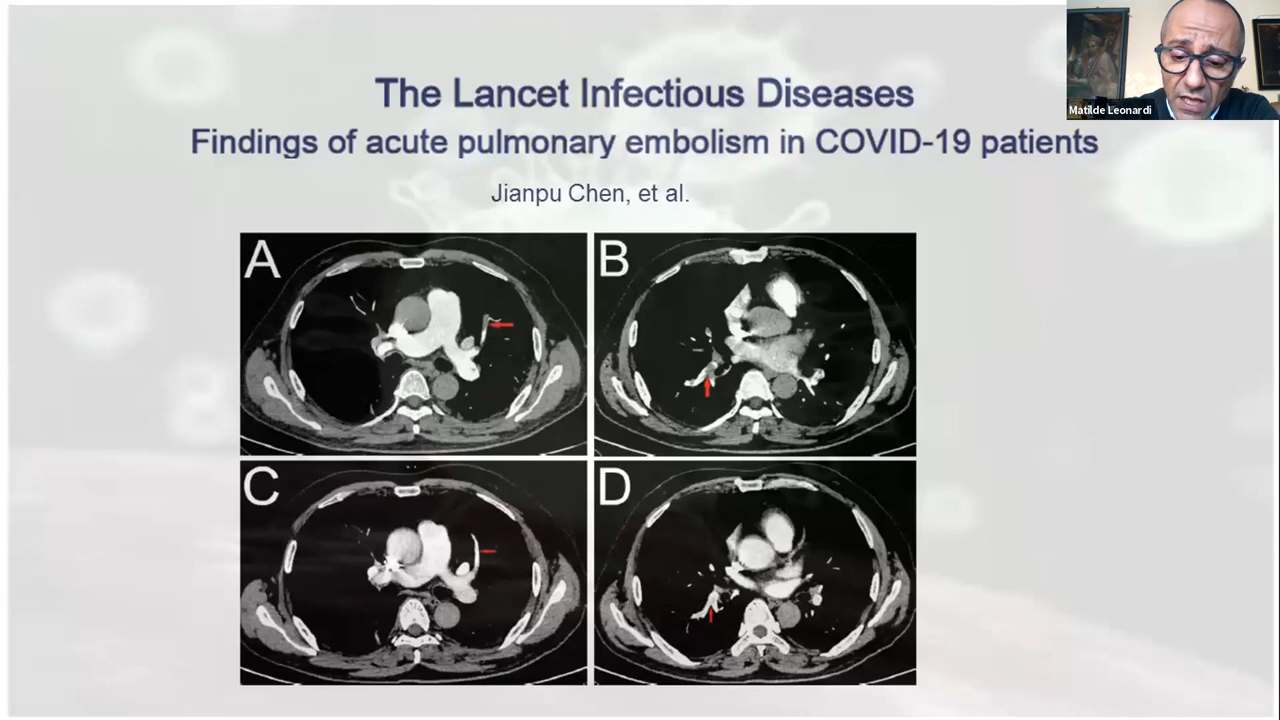 The Lancet Infectious Diseases
Findings of acute pulmonary embolism in COVID-19 patients
Jianpu Chen, et al.
A
B
C
D
Matilde Leonardi